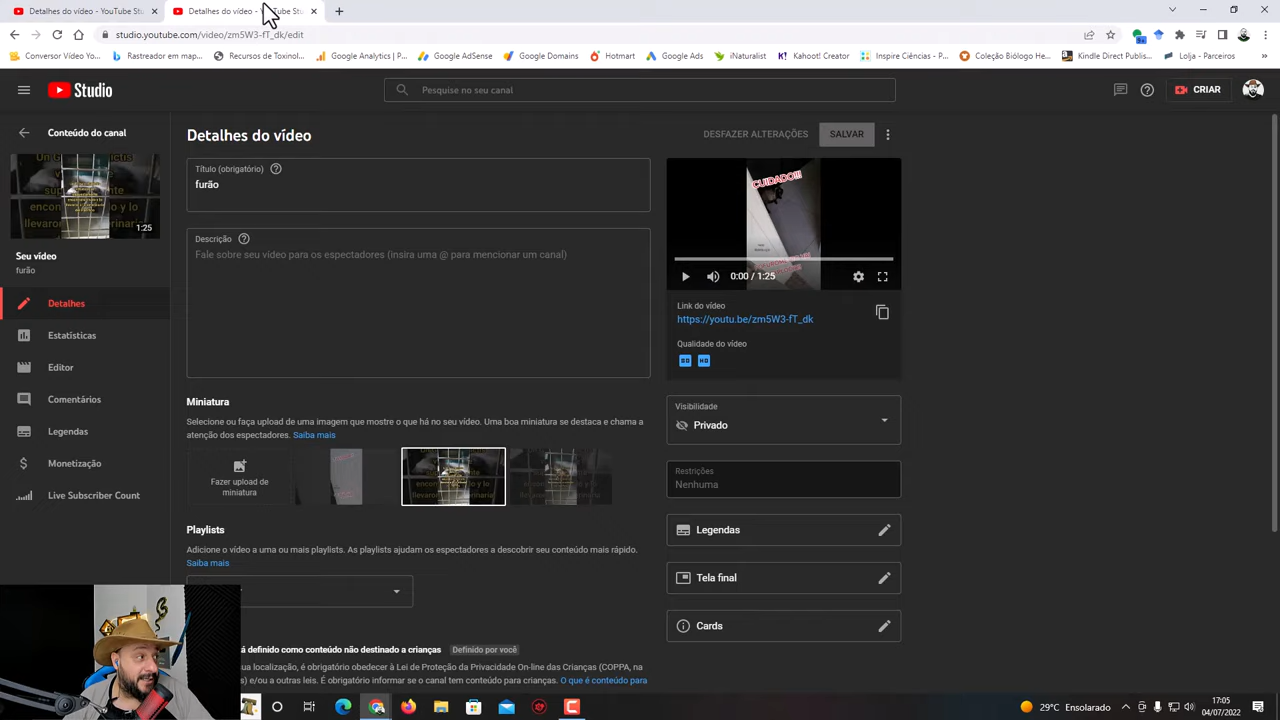 Detalhes do vídeo - YouTube Stu
Detalhes do vídeo - YouTube Stu
studio.youtube.com/video/zm5W3-fT_dk/edit
Conversor Vídeo You...
Rastreador em map...
Recursos de Toxinol...
Google Analytics | P...
Google AdSense
Google Domains
Hotmart
Google Ads
iNaturalist
Kahoot! Creator
Inspire Ciências - P...
Coleção Biólogo He...
Kindle Direct Publis...
Lolja - Parceiros
Studio
Pesquise no seu canal
CRIAR
Conteúdo do canal
1:25
Seu vídeo
furão
Detalhes
Estatísticas
Editor
Comentários
Legendas
Monetização
Live Subscriber Count
Detalhes do vídeo
DESFAZER ALTERAÇÕES
SALVAR
Título (obrigatório)
furão
Descrição
Fale sobre seu vídeo para os espectadores (insira uma @ para mencionar um canal)
Miniatura
Selecione ou faça upload de uma imagem que mostre o que há no seu vídeo. Uma boa miniatura se destaca e chama a
atenção dos espectadores. Saiba mais
Fazer upload de
miniatura
Playlists
Adicione o vídeo a uma ou mais playlists. As playlists ajudam os espectadores a descobrir seu conteúdo mais rápido.
Saiba mais
á definido como conteúdo não destinado a crianças
Definido por você
ua localização, é obrigatório obedecer à Lei de Proteção da Privacidade On-line das Crianças (COPPA, na
s) e/ou a outras leis. É obrigatório informar se o canal tem conteúdo para crianças. O que é conteúdo para
CUIDADO!!!
0:00 / 1:25
Link do vídeo
https://youtu.be/zm5W3-fT_dk
Qualidade do vídeo
SD
HD
Visibilidade
Privado
Restrições
Nenhuma
Legendas
Tela final
Cards
29°C
Ensolarado
17:05
04/07/2022